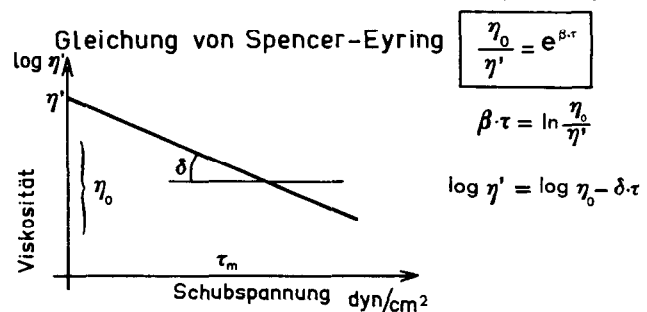 Gleichung von Spencer-Eyring
η₀/η' = e^β·τ
β·τ = ln η₀/η'
log η' = log η₀ - δ·τ
log η'
η'
δ
η₀
Viskosität
τₘ
Schubspannung dyn/cm²